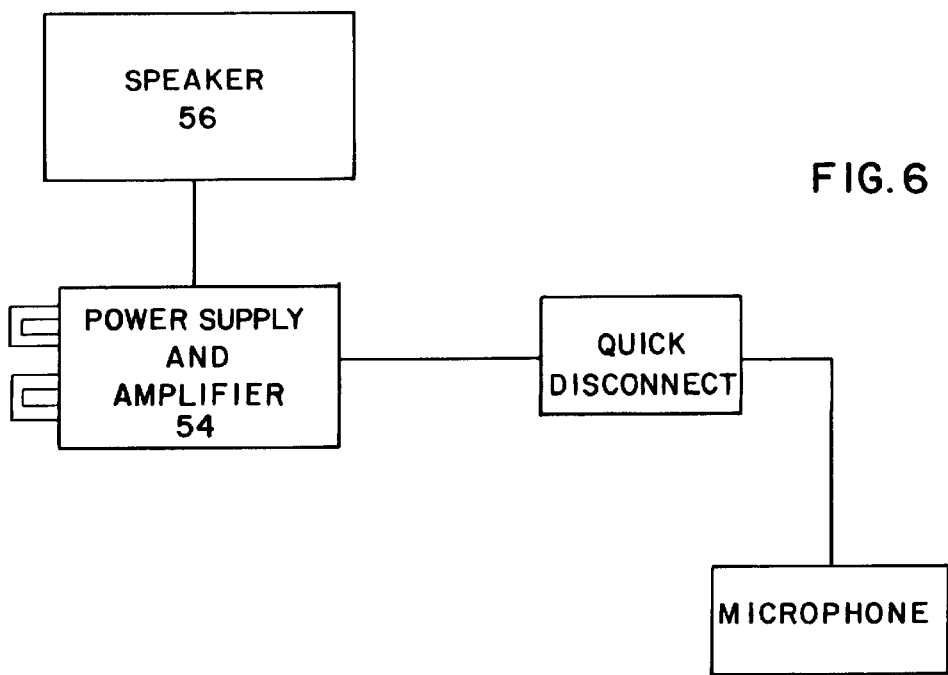 SPEAKER
56
FIG. 6
POWER SUPPLY
AND
AMPLIFIER
54
QUICK
DISCONNECT
MICROPHONE